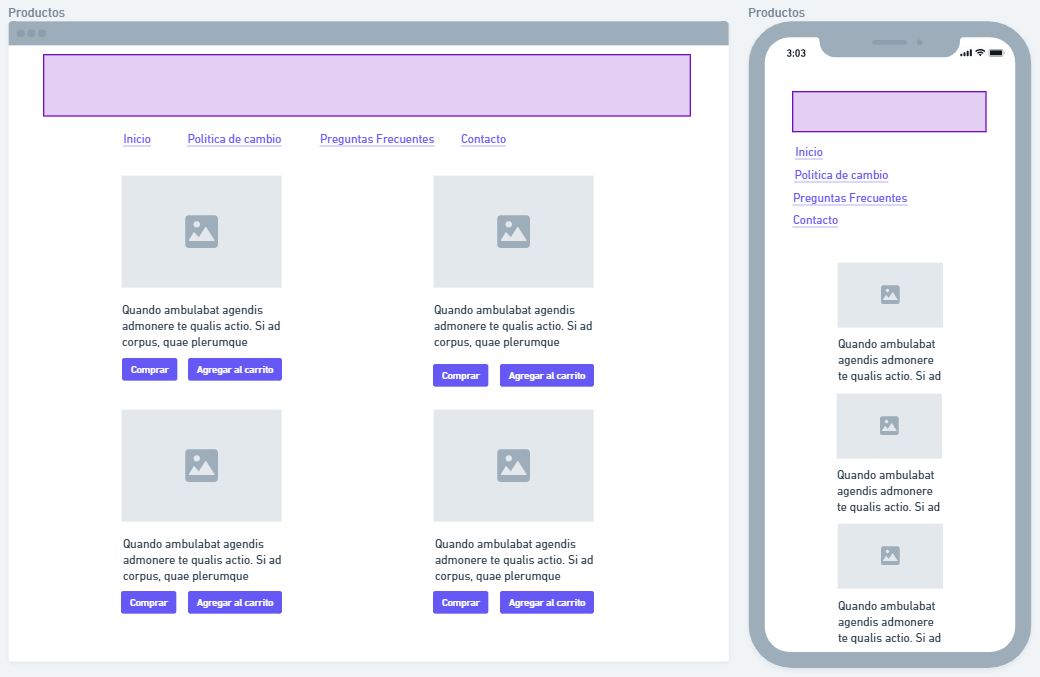 Productos
Inicio Politica de cambio Preguntas Frecuentes Contacto
Quando ambulabat agendis
admonere te qualis actio. Si ad
corpus, quae plerumque
Comprar Agregar al carrito
Quando ambulabat agendis
admonere te qualis actio. Si ad
corpus, quae plerumque
Comprar Agregar al carrito
Quando ambulabat agendis
admonere te qualis actio. Si ad
corpus, quae plerumque
Comprar Agregar al carrito
Quando ambulabat agendis
admonere te qualis actio. Si ad
corpus, quae plerumque
Comprar Agregar al carrito
Productos
3:03
Inicio
Politica de cambio
Preguntas Frecuentes
Contacto
Quando ambulabat
agendis admonere
te qualis actio. Si ad
Quando ambulabat
agendis admonere
te qualis actio. Si ad
Quando ambulabat
agendis admonere
te qualis actio. Si ad